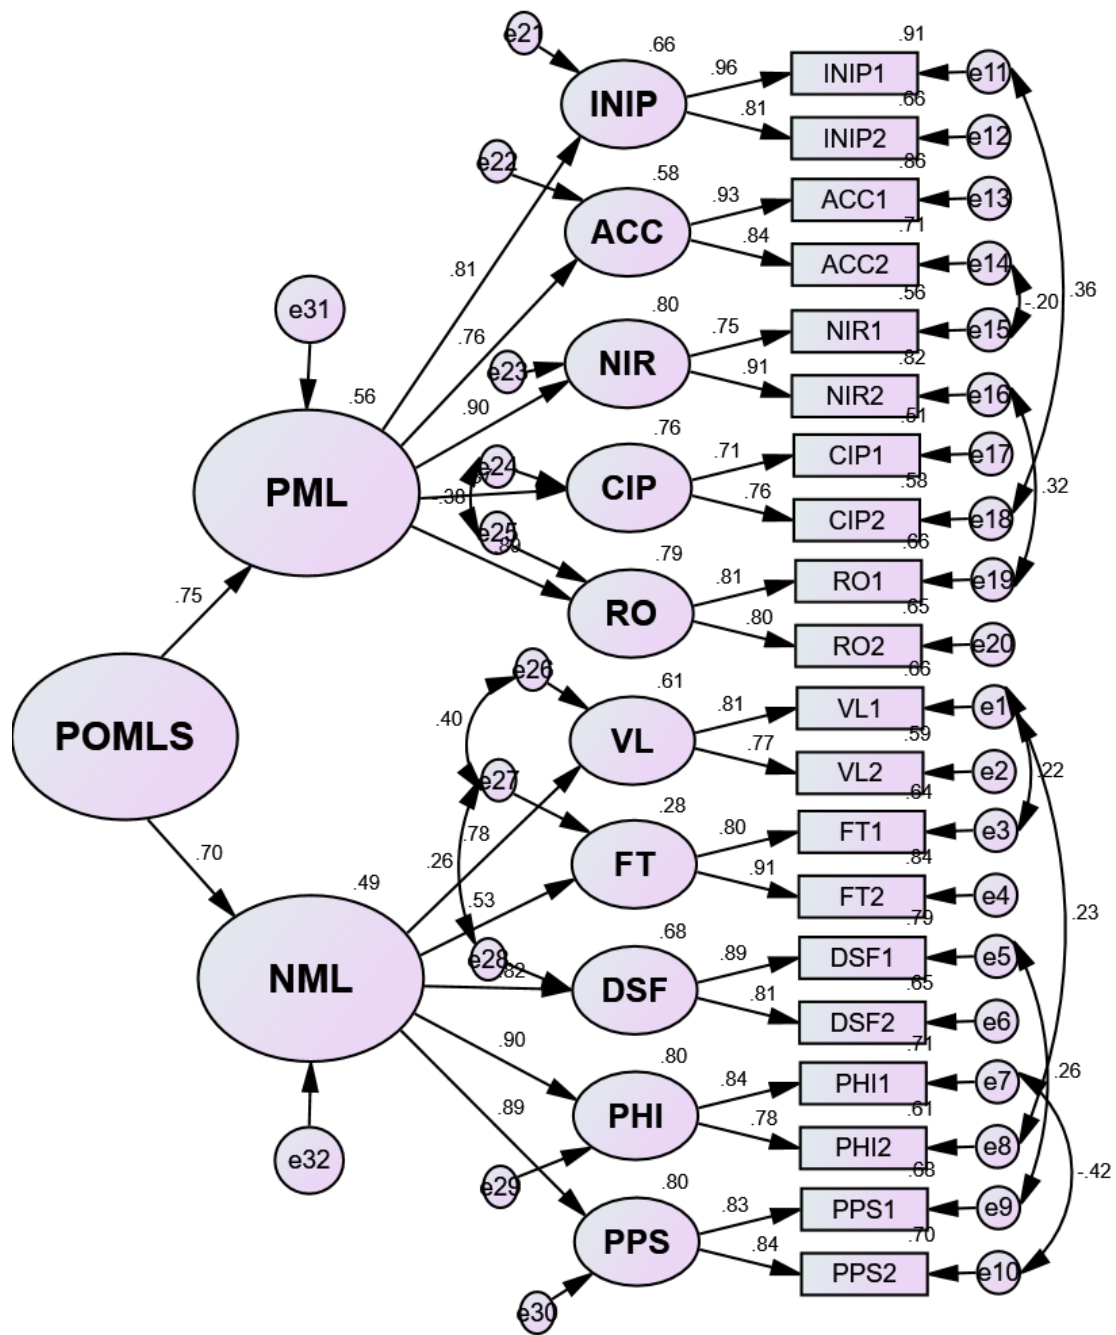 e21
.66
.91
INIP
.96
INIP1
e11
.66
.81
INIP2
e12
e22
.58
.86
ACC
.93
ACC1
e13
.71
.84
ACC2
e14
.81
.56
-.20
.36
e31
.80
NIR
.75
NIR1
e15
.76
.82
e23
.91
NIR2
e16
.56
.90
.51
PML
.76
CIP
.71
CIP1
e17
e24
.58
-.38
.76
CIP2
e18
.32
e25
.66
.79
RO
.81
RO1
e19
.75
.65
.80
RO2
e20
POMLS
e26
.61
.66
VL
.81
VL1
e1
.40
.59
.77
VL2
e2
.22
e27
.28
.64
FT
.80
FT1
e3
.78
.84
.26
.91
FT2
e4
.70
.53
.79
.23
.49
NML
e28
.68
.82
DSF
.89
DSF1
e5
.65
.81
DSF2
e6
.90
.80
.71
PHI
.84
PHI1
e7
.26
.89
.61
.78
PHI2
e8
e32
e29
.80
.68
-.42
PPS
.83
PPS1
e9
.70
.84
PPS2
e10
e30